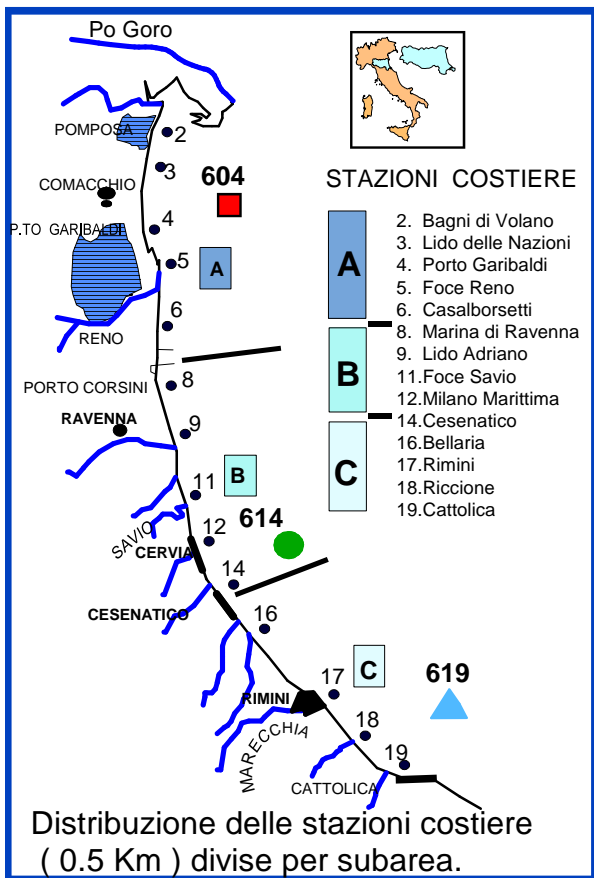 Po Goro
POMPOSA
2
3
604
COMACCHIO
P.TO GARIBALDI
4
5
A
6
RENO
8
PORTO CORSINI
RAVENNA
9
11
B
SAVIO
12
614
CERVIA
14
CESENATICO
16
17
C
619
RIMINI
MARECCHIA
18
19
CATTOLICA
STAZIONI COSTIERE
A
B
C
2. Bagni di Volano
3. Lido delle Nazioni
4. Porto Garibaldi
5. Foce Reno
6. Casalborsetti
8. Marina di Ravenna
9. Lido Adriano
11.Foce Savio
12.Milano Marittima
14.Cesenatico
16.Bellaria
17.Rimini
18.Riccione
19.Cattolica
Distribuzione delle stazioni costiere
( 0.5 Km ) divise per subarea.